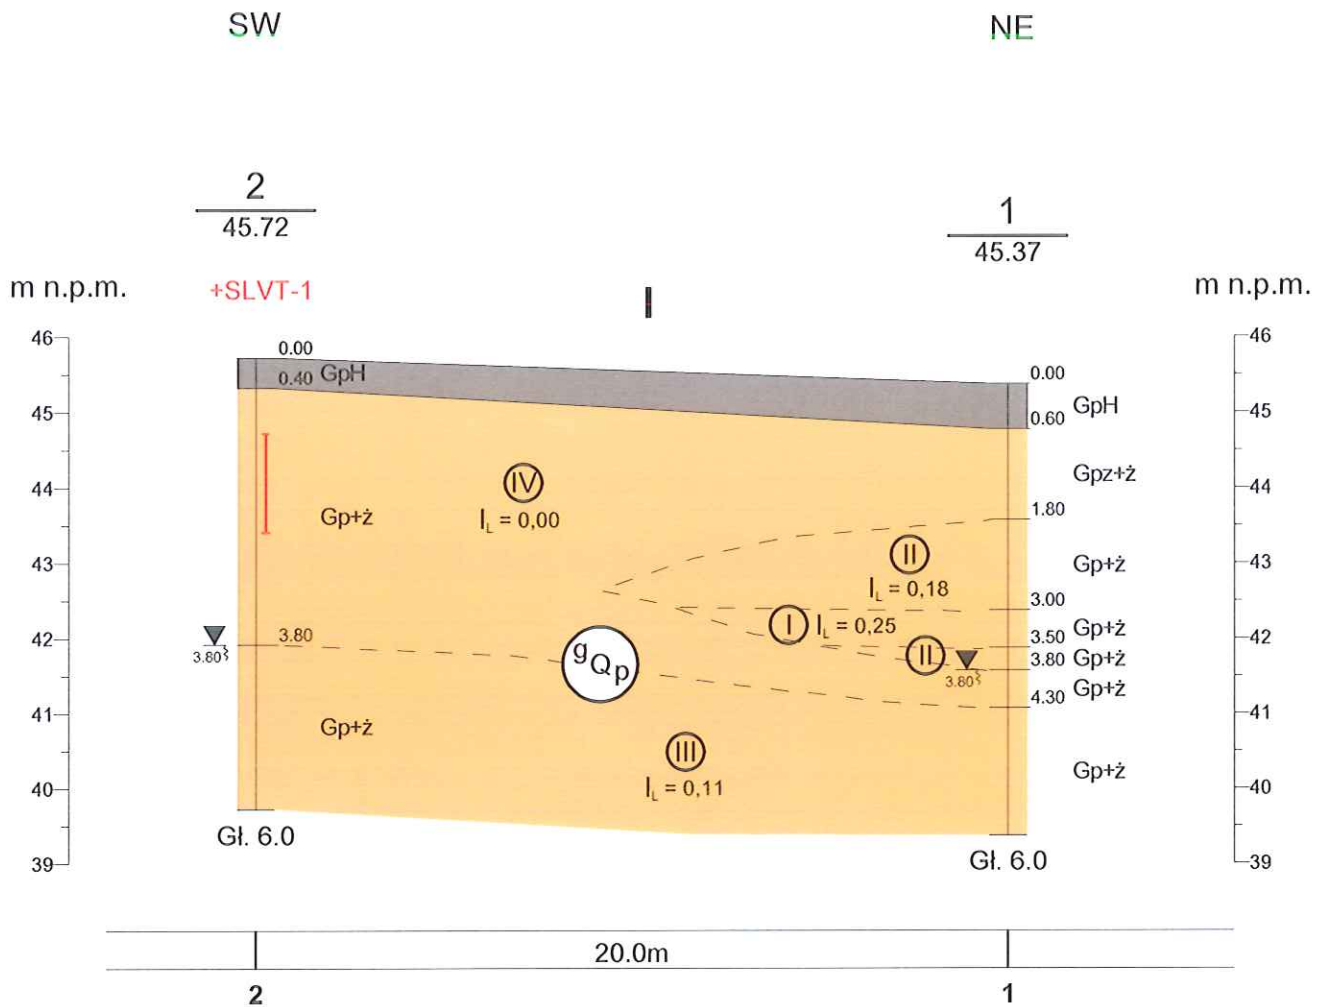 SW NE
2
45.72
1
45.37
m n.p.m. +SLVT-1 m n.p.m.
46 46
0.00
0.40 GpH
0.00
0.60 GpH
45 45
Gpz+ż
44 IV 44
Gp+ż I_L = 0,00
1.80
43 II Gp+ż 43
I_L = 0,18
3.00
I I_L = 0,25 Gp+ż
42 3.80 3.50 42
3.80 gQp II 3.80 Gp+ż
3.80 Gp+ż
4.30
41 41
Gp+ż III Gp+ż
40 I_L = 0,11 40
Gł. 6.0
39 Gł. 6.0 39
20.0m
2 1